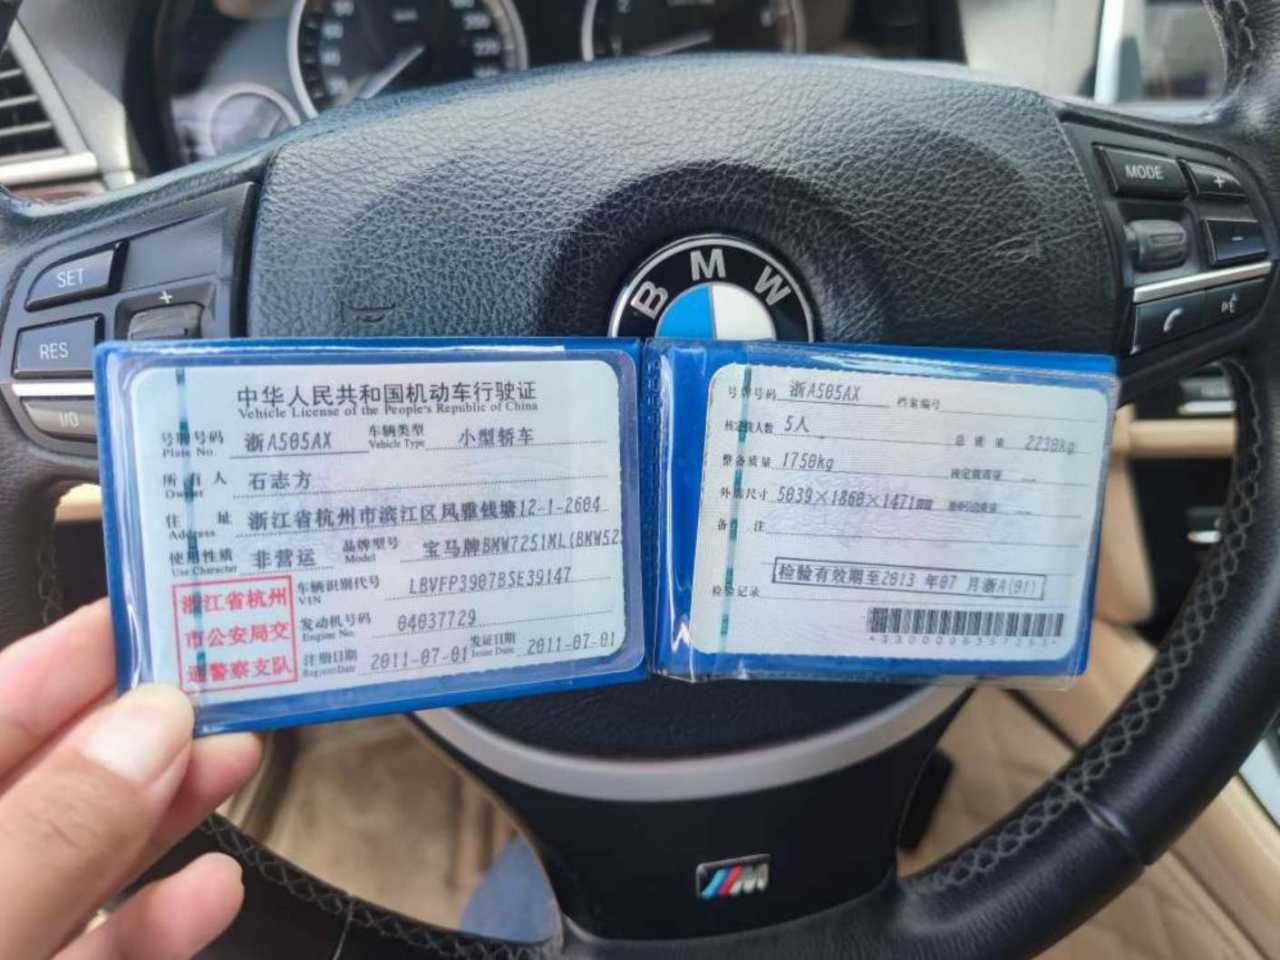 MODE
+
-
SET
+
RES
I/O
BMW
中华人民共和国机动车行驶证
Vehicle License of the People's Republic of China
号牌号码 浙A505AX 车辆类型 小型轿车
Plate No. Vehicle Type
所有人 石志方
Owner
住址 浙江省杭州市滨江区风雅钱塘12-1-2604
Address
使用性质 非营运 品牌型号 宝马牌BMW7251ML(BMW52
Use Character Model
浙江省杭州
市公安局交
通警察支队
车辆识别代号 LBVFP3907BSE39147
VIN
发动机号码 04037729
Engine No.
注册日期 2011-07-01 发证日期 2011-07-01
Register Date Issue Date
号牌号码 浙A505AX 档案编号
核定载人数 5人 总质量 2230kg
整备质量 1750kg 核定载质量 --
外廓尺寸 5039×1860×1471mm --
备注
检验有效期至2013年07月浙A(01)
检验记录
M